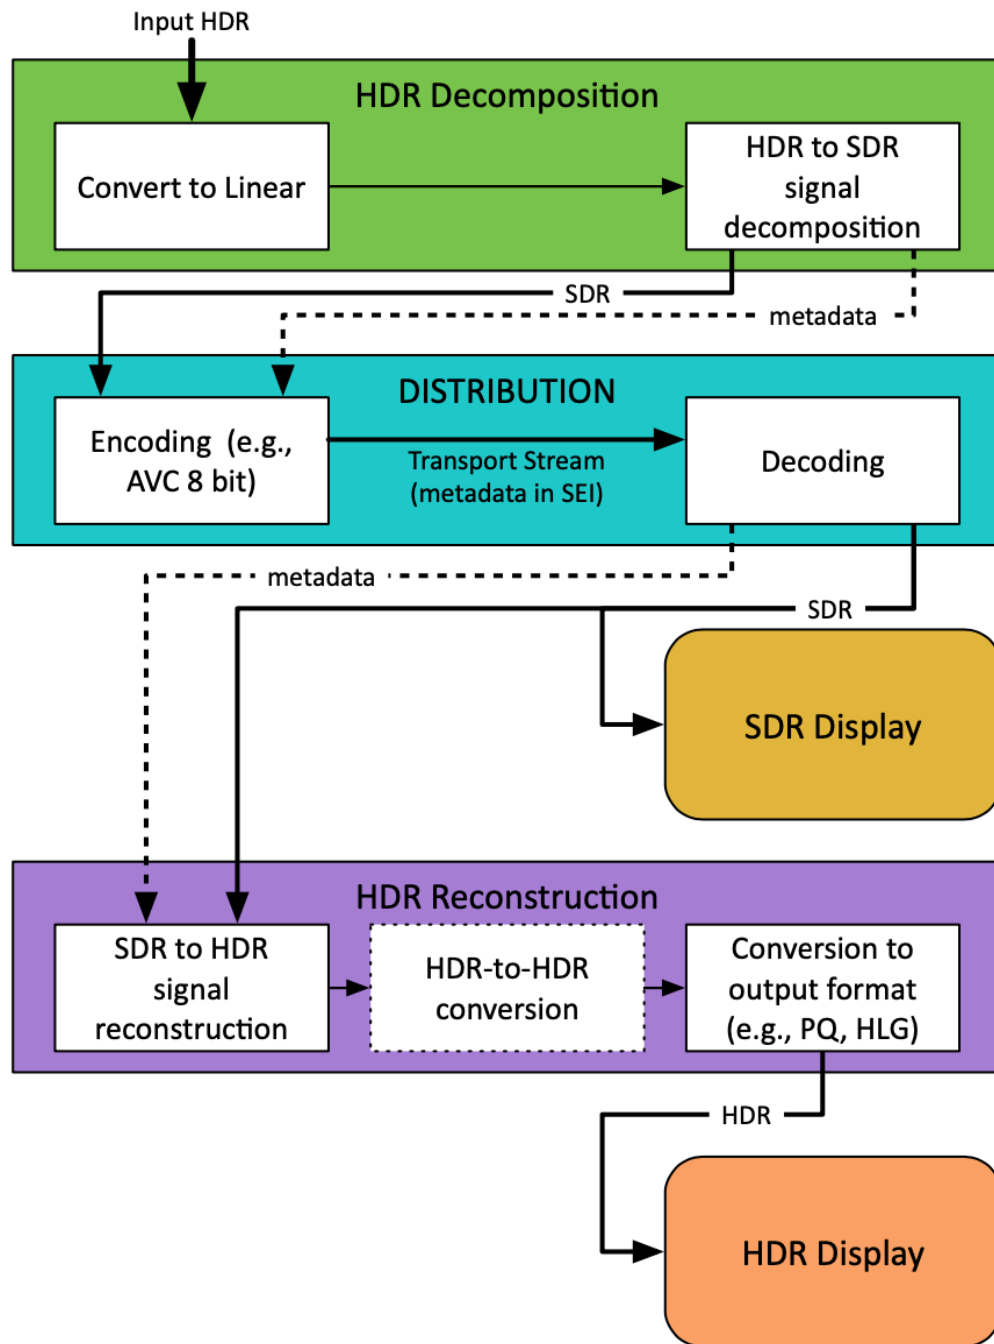 Input HDR
HDR Decomposition
Convert to Linear
HDR to SDR
signal
decomposition
SDR
metadata
DISTRIBUTION
Encoding (e.g.,
AVC 8 bit)
Transport Stream
(metadata in SEI)
Decoding
metadata
SDR
SDR Display
HDR Reconstruction
SDR to HDR
signal
reconstruction
HDR-to-HDR
conversion
Conversion to
output format
(e.g., PQ, HLG)
HDR
HDR Display